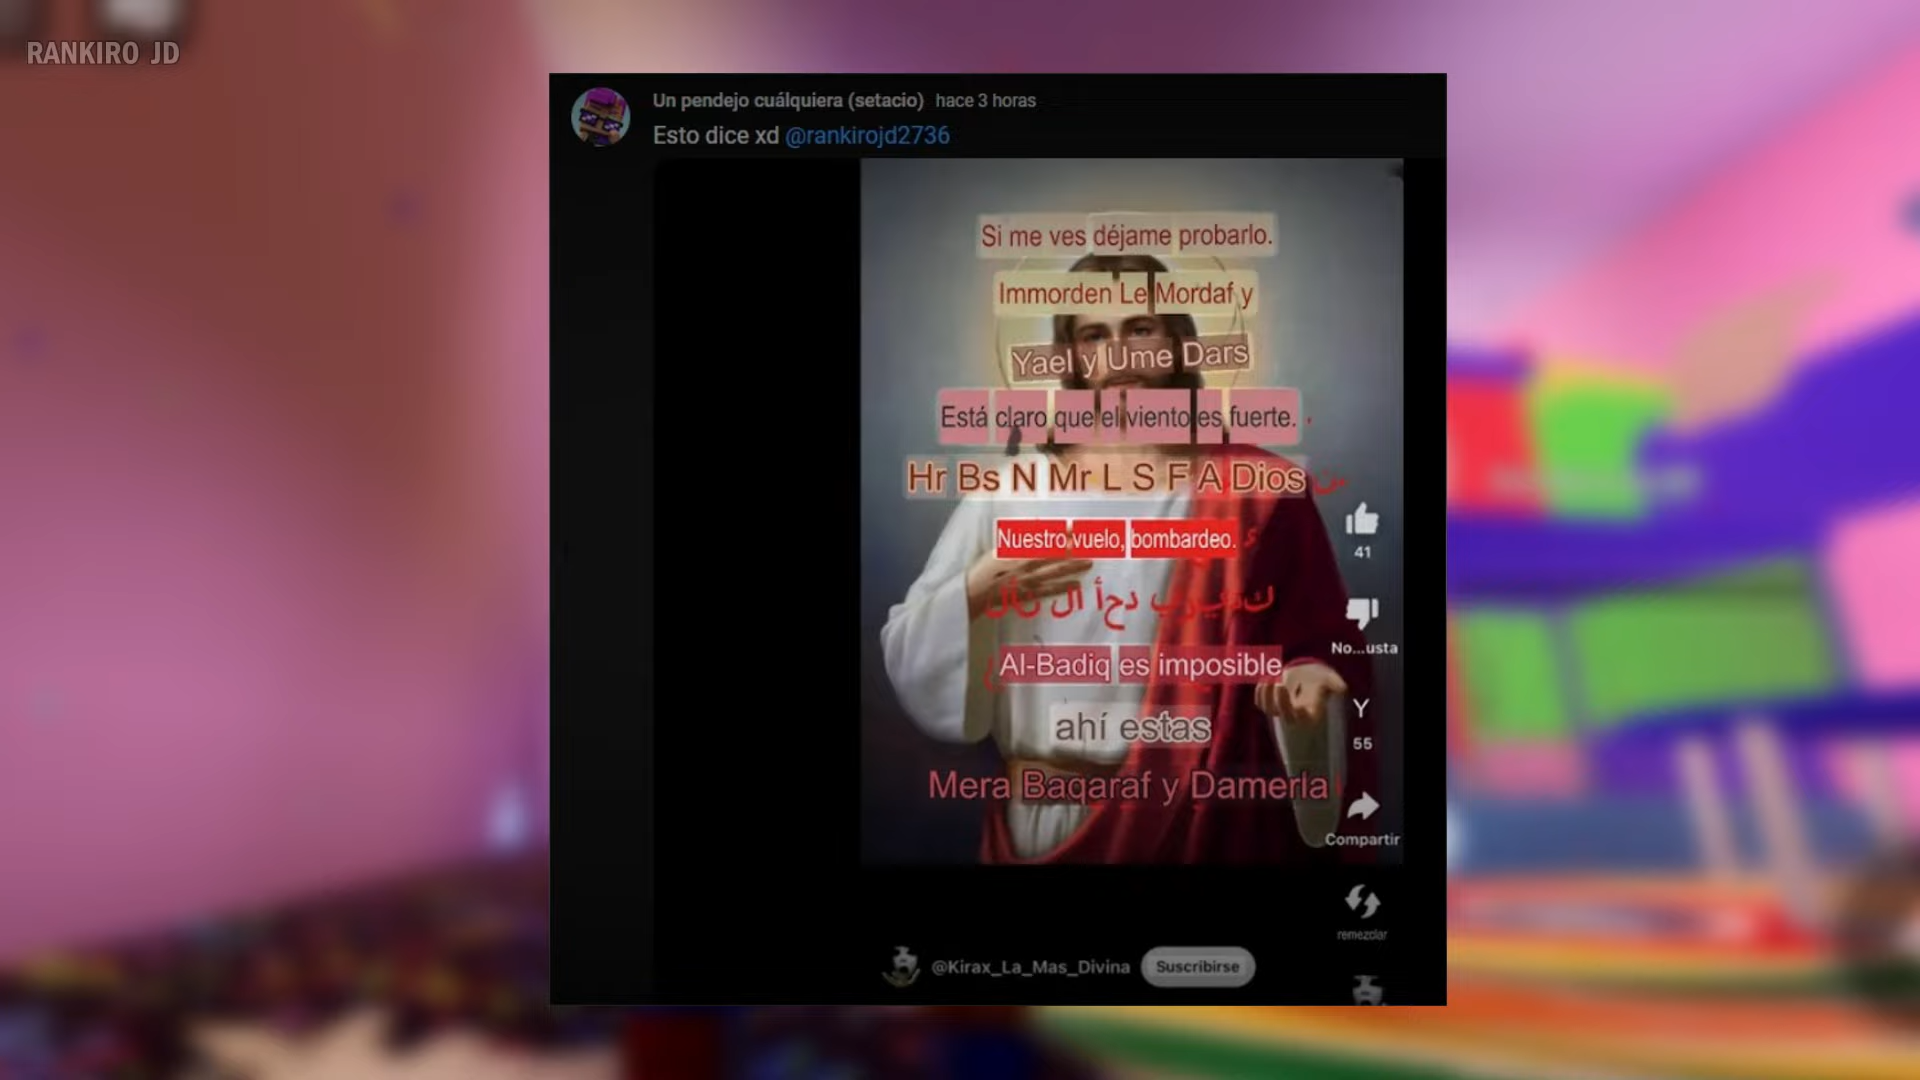 RANKIRO JD
Un pendejo cuálquiera (setacio) hace 3 horas
Esto dice xd @rankirojd2736
Si me ves déjame probarlo.
Immorden Le Mordaf y
Yael y Ume Dars
Está claro que el viento es fuerte.
Hr Bs N Mr L S F A Dios
Nuestro vuelo, bombardeo.
41
No...usta
Al-Badiq es imposible
ahí estas
Y
55
Mera Baqaraf y Damerla
Compartir
remezclar
@Kirax_La_Mas_Divina Suscribirse